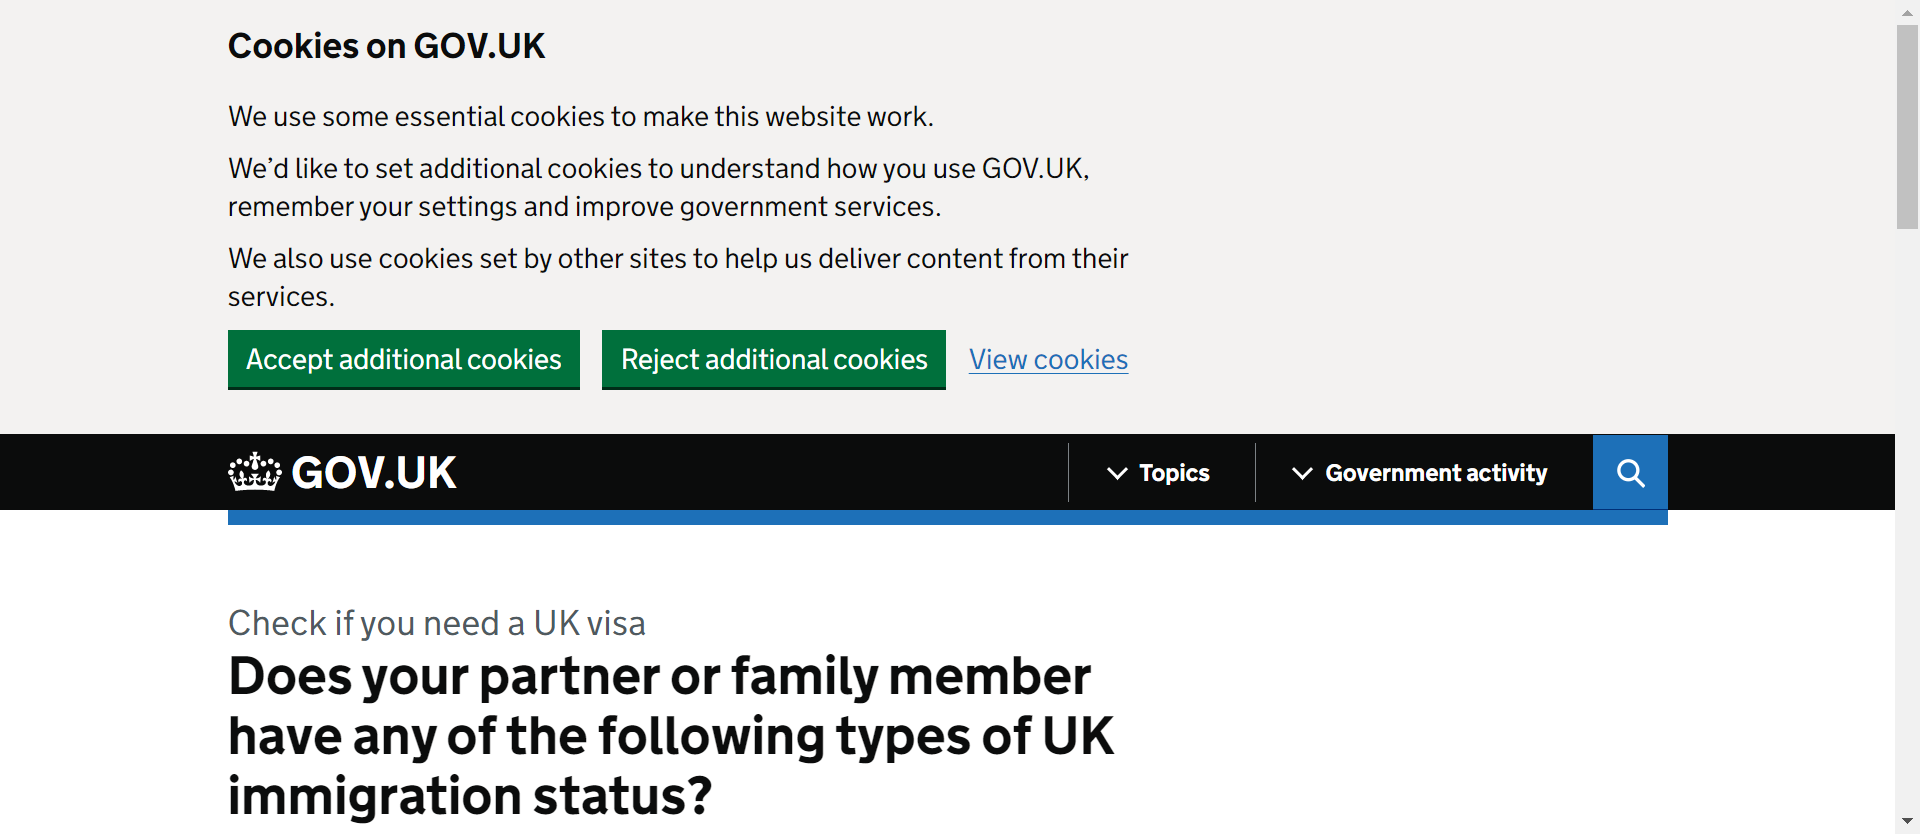 Cookies on GOV.UK
We use some essential cookies to make this website work.
We’d like to set additional cookies to understand how you use GOV.UK,
remember your settings and improve government services.
We also use cookies set by other sites to help us deliver content from their
services.
Accept additional cookies
Reject additional cookies
View cookies
GOV.UK
Topics
Government activity
Check if you need a UK visa
Does your partner or family member
have any of the following types of UK
immigration status?